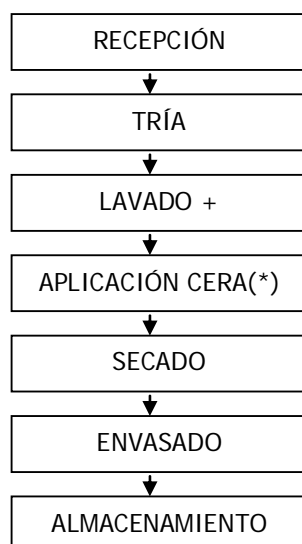 RECEPCIÓN
TRÍA
LAVADO +
APLICACIÓN CERA(*)
SECADO
ENVASADO
ALMACENAMIENTO